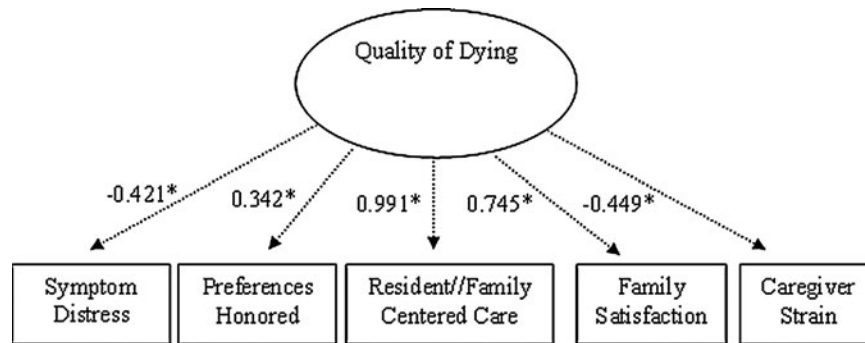 Quality of Dying
-0.421*
0.342*
0.991*
0.745*
-0.449*
Symptom
Distress
Preferences
Honored
Resident//Family
Centered Care
Family
Satisfaction
Caregiver
Strain